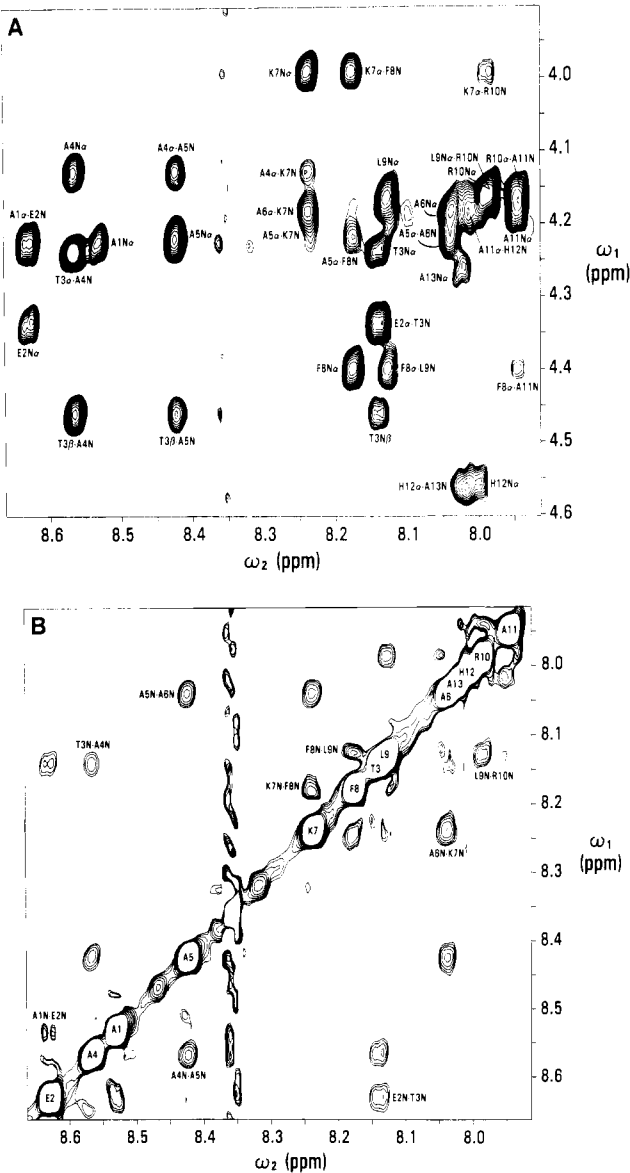 A
K7Nα
K7α-F8N
K7α-R10N
4.0
4.1
A4Nα
A4α-A5N
A4α-K7N
L9Nα
L9Nα-R10N
R10Nα
R10α-A11N
A1α-E2N
A1Nα
A5Nα
A6α-K7N
A6Nα
4.2
A5α-K7N
A5α-F8N
A5α-A6N
T3Nα
A11Nα
A11α-H12N
T3α-A4N
A13Nα
ω1
(ppm)
4.3
E2Nα
E2α-T3N
F8Nα
F8α-L9N
F8α-A11N
4.4
T3β-A4N
T3β-A5N
T3Nβ
4.5
H12α-A13N
H12Nα
4.6
8.6 8.5 8.4 8.3 8.2 8.1 8.0
ω2 (ppm)
B
A11
8.0
R10
H12
A13
A6
A5N-A6N
8.1
T3N-A4N
F8N-L9N
L9
T3
L9N-R10N
K7N-F8N
F8
8.2
K7
A6N-K7N
ω1
(ppm)
8.3
8.4
A5
8.5
A1N-E2N
A1
A4
A4N-A5N
8.6
E2
E2N-T3N
8.6 8.5 8.4 8.3 8.2 8.1 8.0
ω2 (ppm)